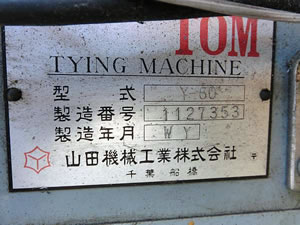 TOM
TYING MACHINE
型式 Y-60
製造番号 1127353
製造年月 WY
山田機械工業株式会社
千葉船橋